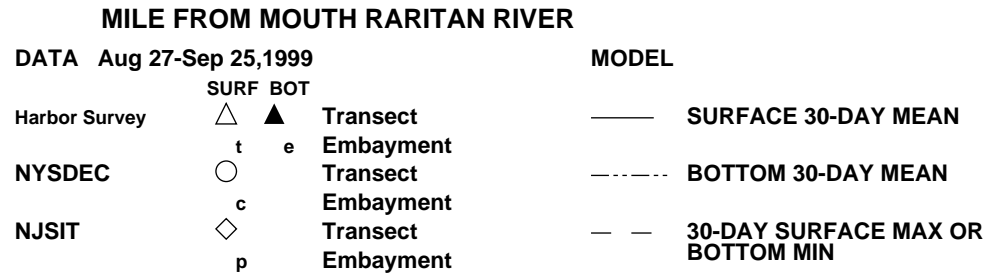 MILE FROM MOUTH RARITAN RIVER
DATA Aug 27-Sep 25,1999 MODEL
SURF BOT
Harbor Survey Transect SURFACE 30-DAY MEAN
t e Embayment
NYSDEC Transect BOTTOM 30-DAY MEAN
c Embayment
NJSIT Transect 30-DAY SURFACE MAX OR
BOTTOM MIN
p Embayment